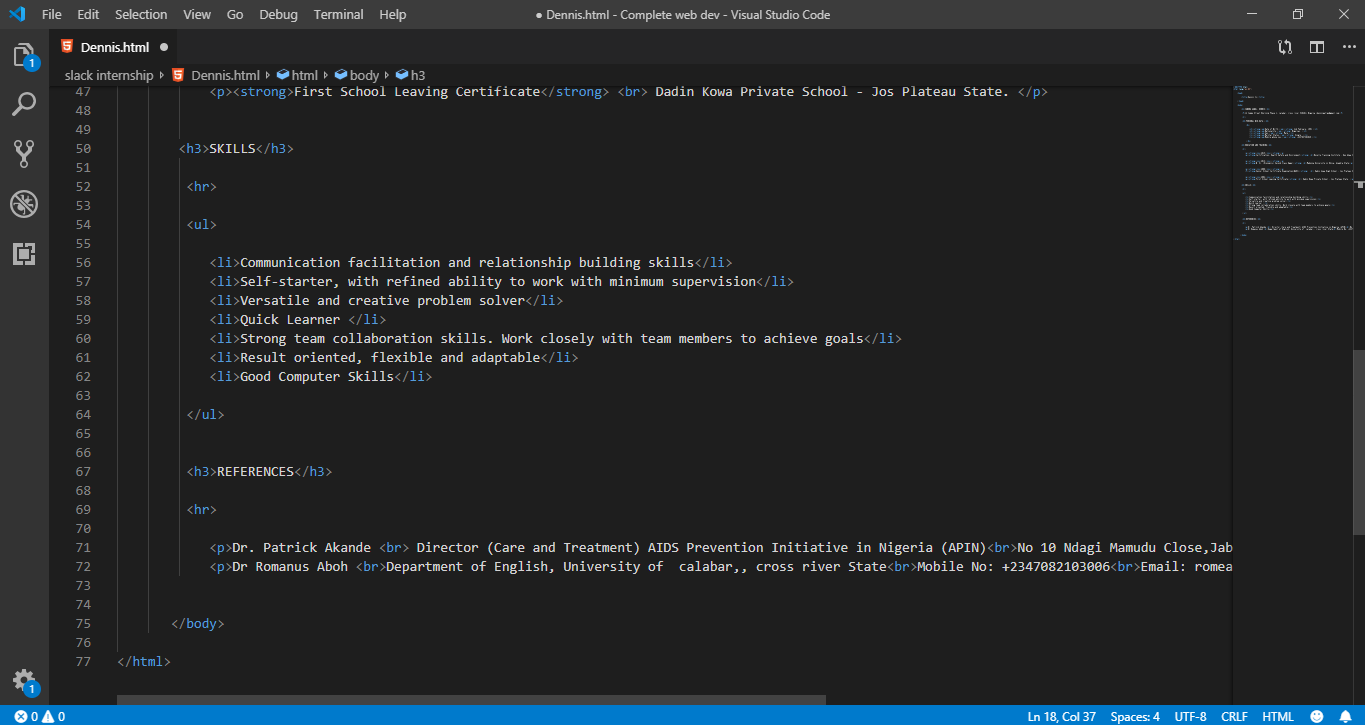 File Edit Selection View Go Debug Terminal Help ● Dennis.html - Complete web dev - Visual Studio Code
Dennis.html ●
slack internship Dennis.html html body h3
47 <p><strong>First School Leaving Certificate</strong> <br> Dadin Kowa Private School - Jos Plateau State. </p>
48
49
50 <h3>SKILLS</h3>
51
52 <hr>
53
54 <ul>
55
56 <li>Communication facilitation and relationship building skills</li>
57 <li>Self-starter, with refined ability to work with minimum supervision</li>
58 <li>Versatile and creative problem solver</li>
59 <li>Quick Learner </li>
60 <li>Strong team collaboration skills. Work closely with team members to achieve goals</li>
61 <li>Result oriented, flexible and adaptable</li>
62 <li>Good Computer Skills</li>
63
64 </ul>
65
66
67 <h3>REFERENCES</h3>
68
69 <hr>
70
71 <p>Dr. Patrick Akande <br> Director (Care and Treatment) AIDS Prevention Initiative in Nigeria (APIN)<br>No 10 Ndagi Mamudu Close,Jab
72 <p>Dr Romanus Aboh <br>Department of English, University of  calabar,, cross river State<br>Mobile No: +2347082103006<br>Email: romea
73
74
75 </body>
76
77 </html>
1
1
0 0 Ln 18, Col 37 Spaces: 4 UTF-8 CRLF HTML